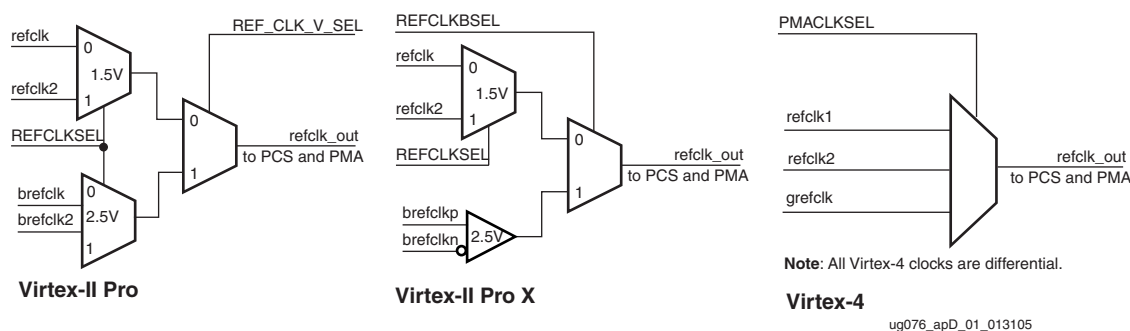 refclk
0
1.5V
refclk2
1
REFCLKSEL
brefclk
0
brefclk2
2.5V
1
REF_CLK_V_SEL
0
1
refclk_out
to PCS and PMA
Virtex-II Pro
REFCLKBSEL
refclk
0
1.5V
refclk2
1
REFCLKSEL
0
1
refclk_out
to PCS and PMA
brefclkp
2.5V
brefclkn
Virtex-II Pro X
PMACLKSEL
refclk1
refclk2
grefclk
refclk_out
to PCS and PMA
Note: All Virtex-4 clocks are differential.
Virtex-4
ug076_apD_01_013105